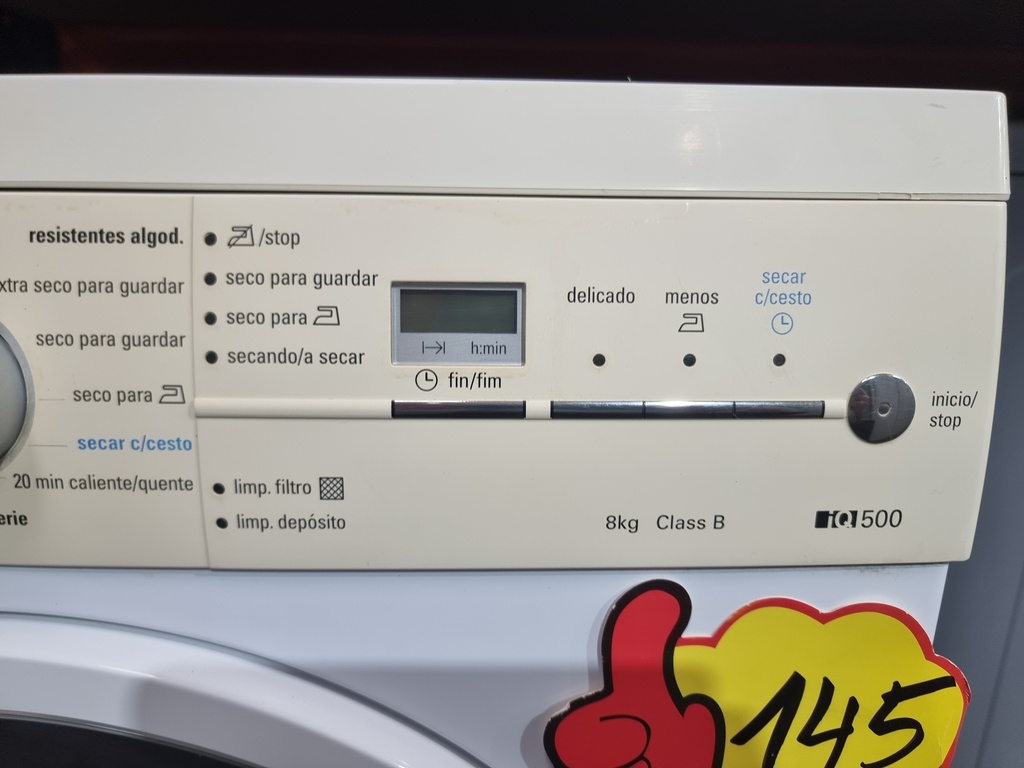 resistentes algod.
xtra seco para guardar
seco para guardar
seco para
secar c/cesto
20 min caliente/quente
erie
/stop
seco para guardar
seco para
secando/a secar
h:min
fin/fim
limp. filtro
limp. depósito
delicado
menos
secar
c/cesto
inicio/
stop
8kg Class B
iQ500
145